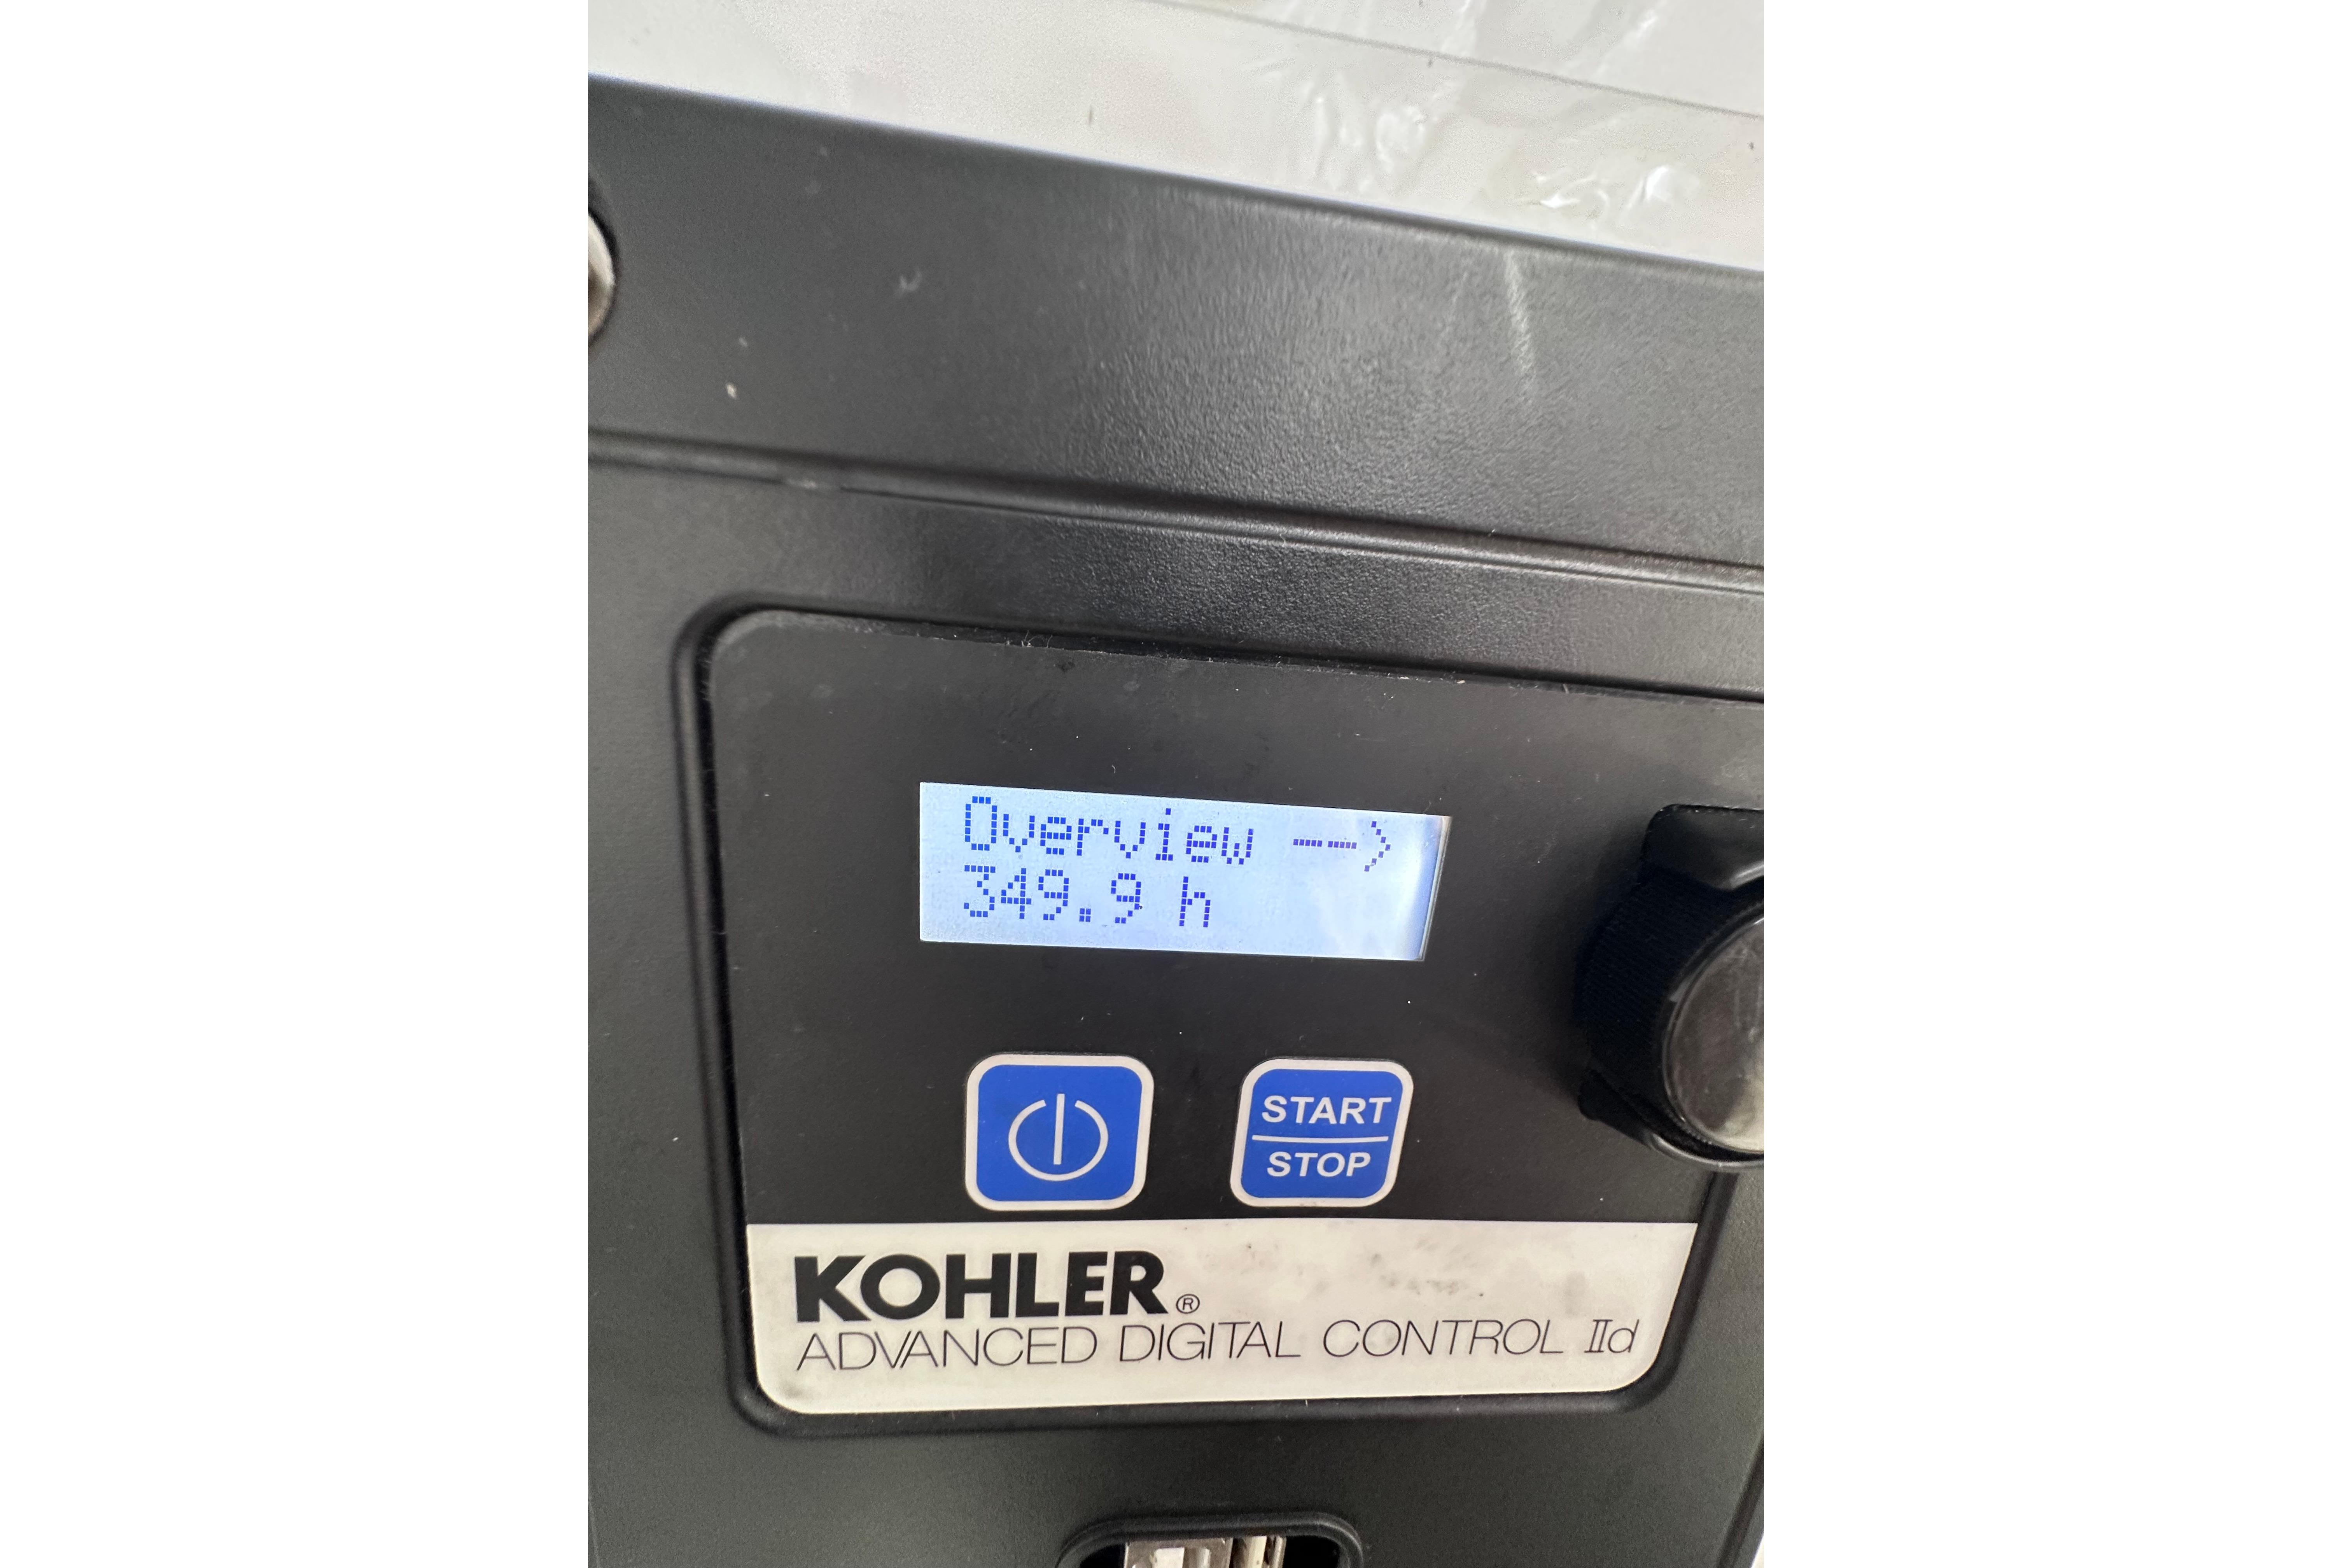 Overview -->
349.9 h
START
STOP
KOHLER®
ADVANCED DIGITAL CONTROL IId